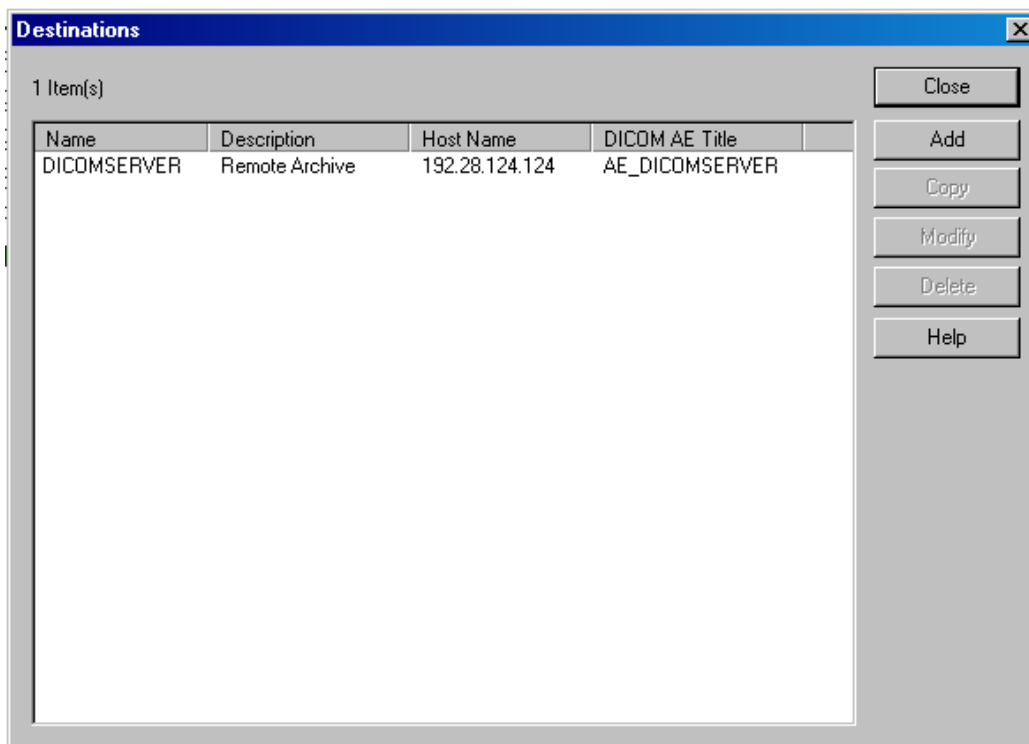 Destinations
1 Item(s)
Close
Name Description Host Name DICOM AE Title
Add
DICOMSERVER Remote Archive 192.28.124.124 AE_DICOMSERVER
Copy
Modify
Delete
Help